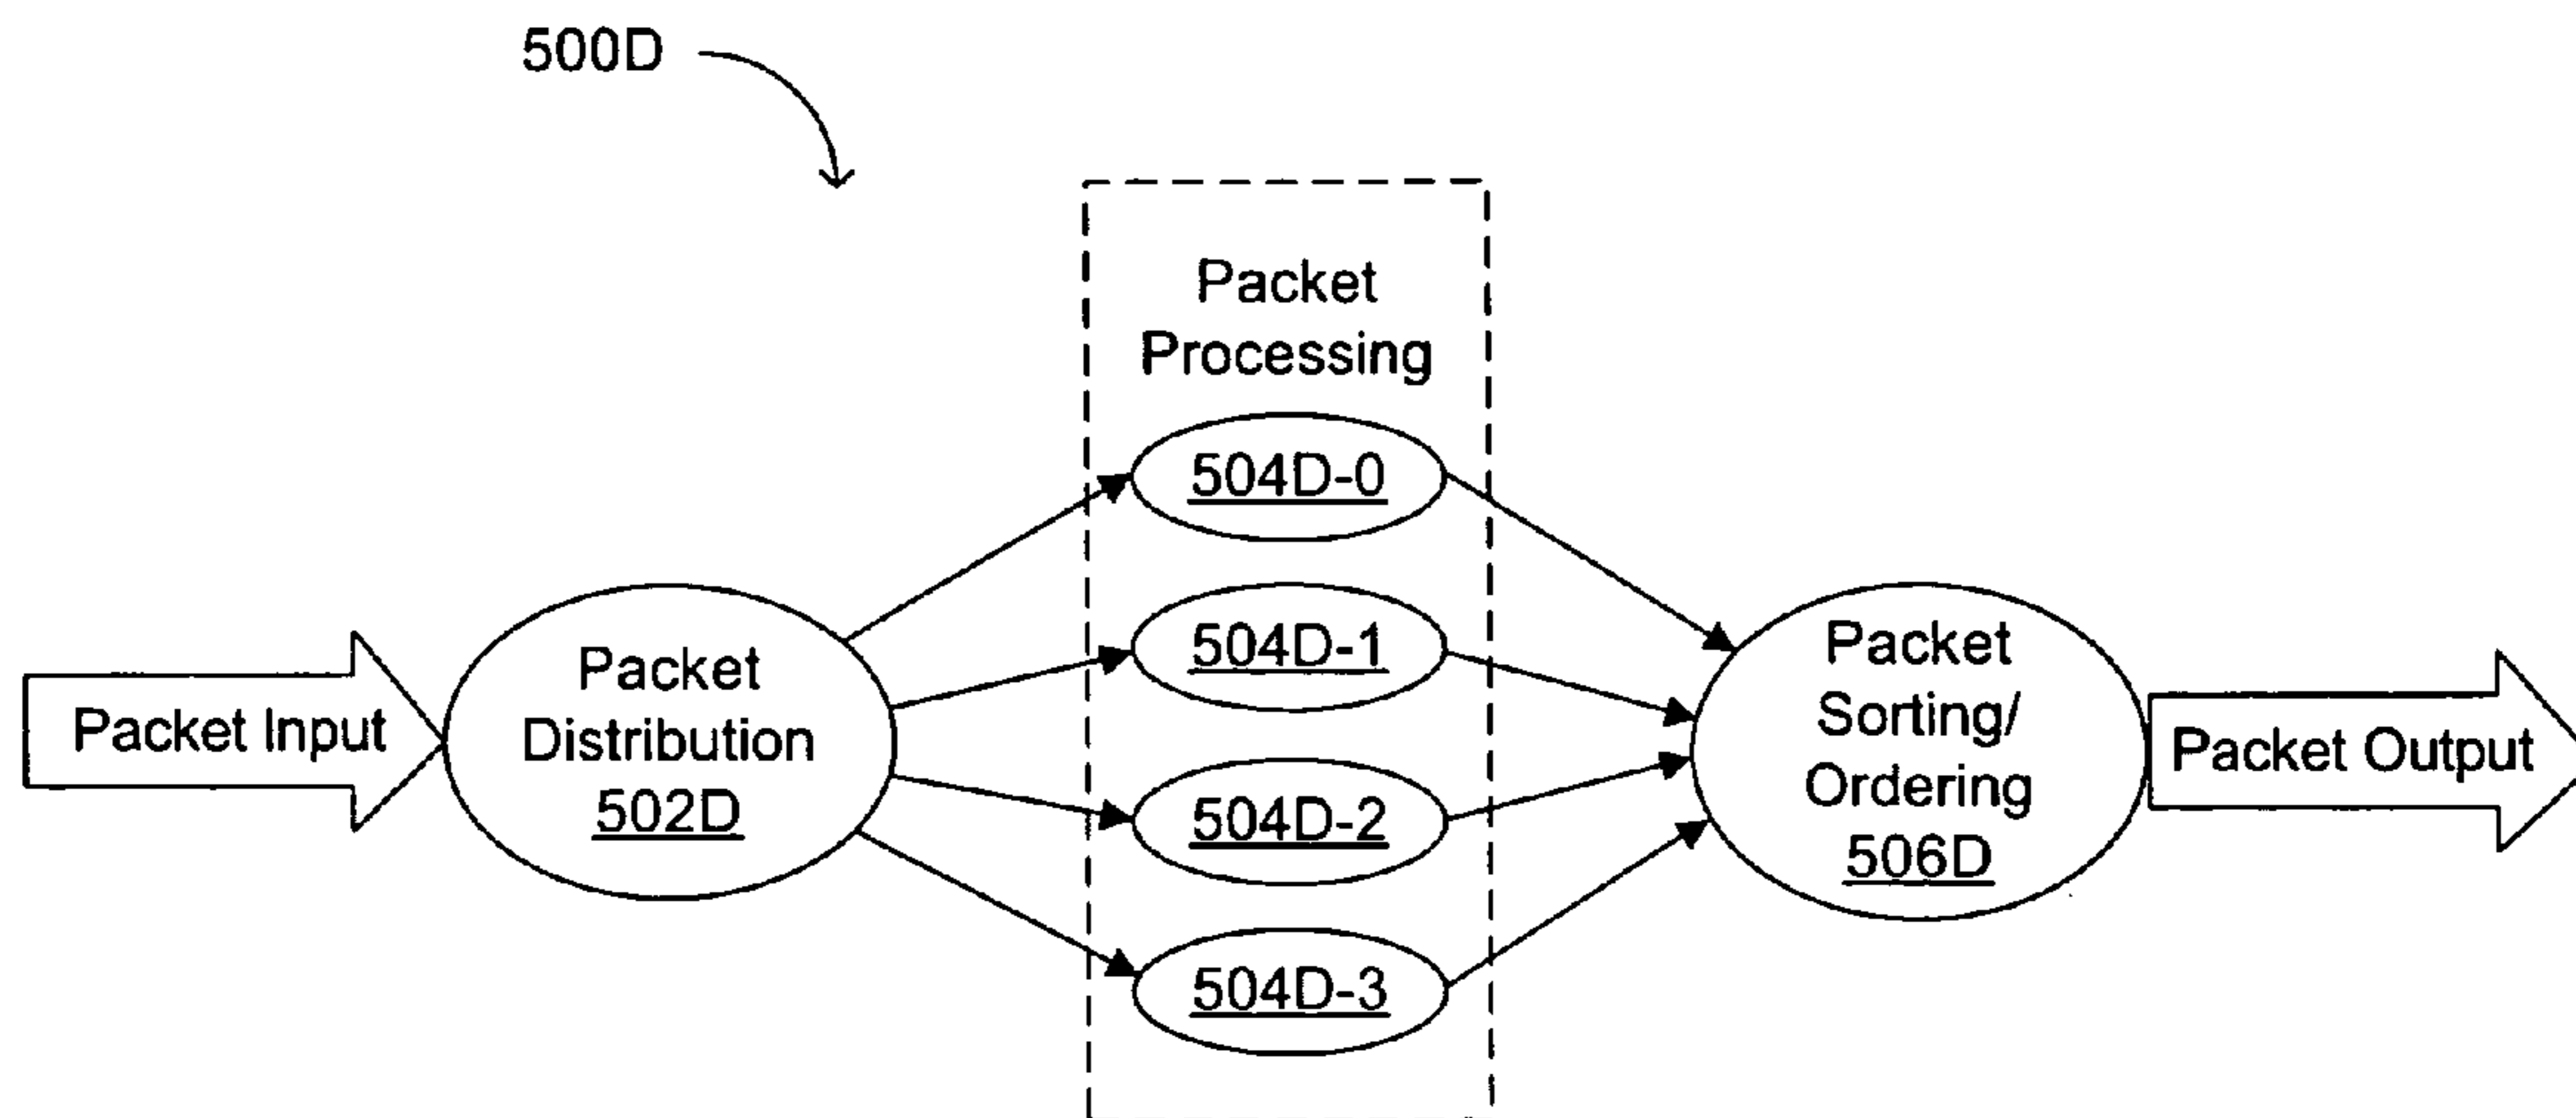 500D
Packet
Processing
504D-0
504D-1
504D-2
504D-3
Packet Input
Packet
Distribution
502D
Packet
Sorting/
Ordering
506D
Packet Output